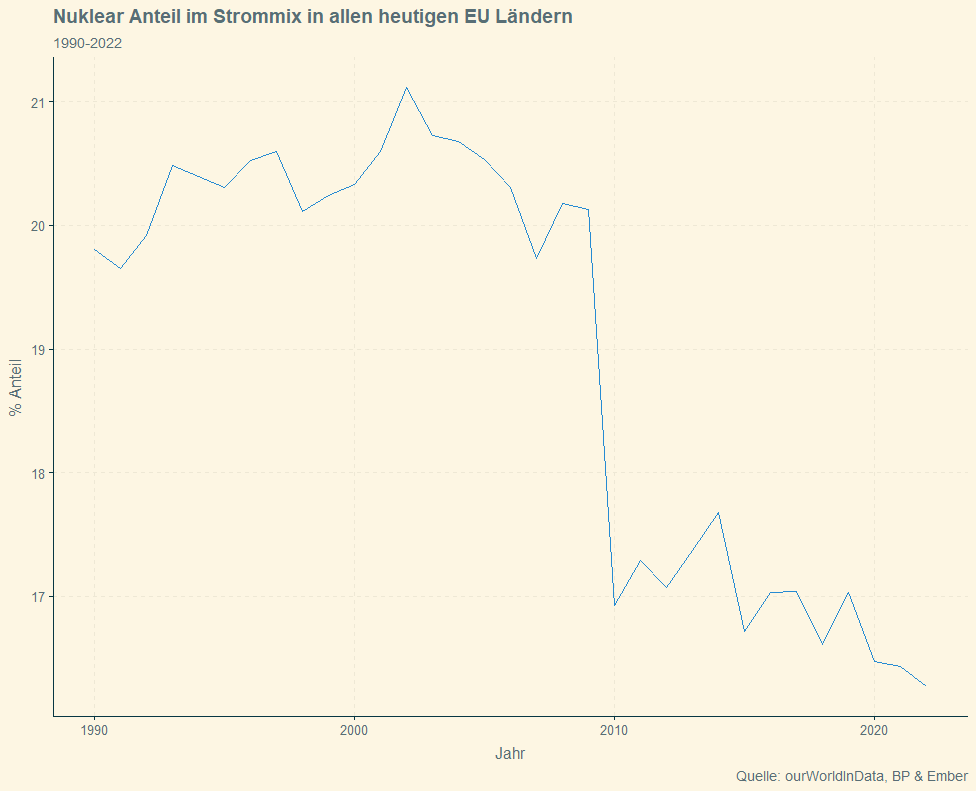 Nuklear Anteil im Strommix in allen heutigen EU Ländern
1990-2022
21
20
19
18
17
% Anteil
1990
2000
2010
2020
Jahr
Quelle: ourWorldInData, BP & Ember